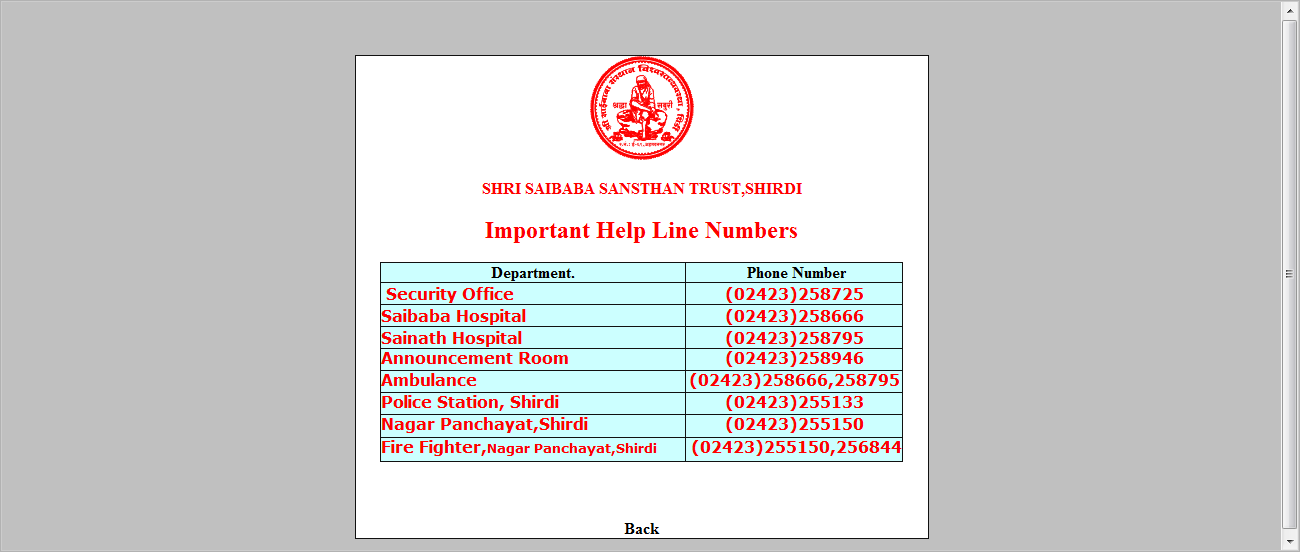 श्री साईबाबा संस्थान विश्वस्तव्यवस्था, शिर्डी
श्रद्धा सबुरी
SHRI SAIBABA SANSTHAN TRUST,SHIRDI
Important Help Line Numbers
Department. Phone Number
Security Office (02423)258725
Saibaba Hospital (02423)258666
Sainath Hospital (02423)258795
Announcement Room (02423)258946
Ambulance (02423)258666,258795
Police Station, Shirdi (02423)255133
Nagar Panchayat,Shirdi (02423)255150
Fire Fighter,Nagar Panchayat,Shirdi (02423)255150,256844
Back